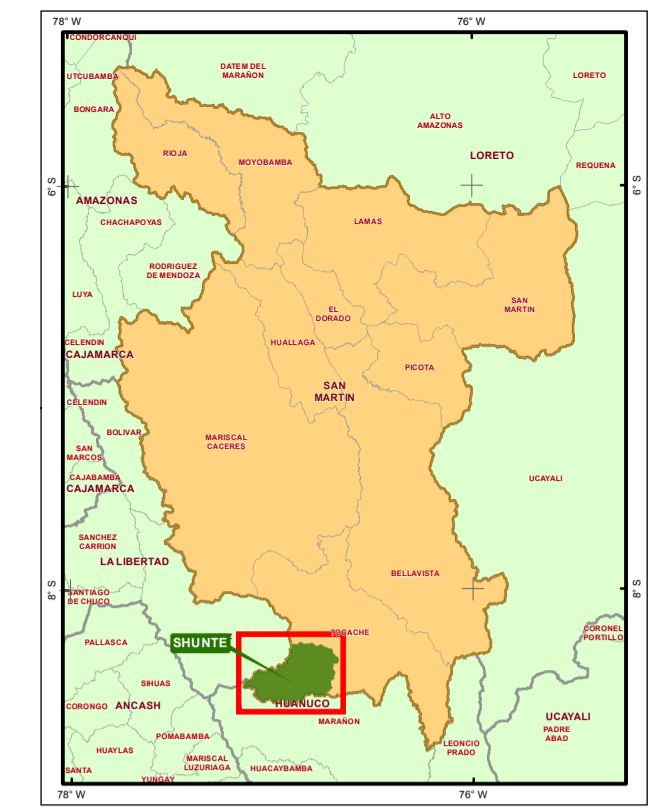 78° W
76° W
CONDORCANQUI
UTCUBAMBA
DATEM DEL
MARAÑON
LORETO
BONGARA
ALTO
AMAZONAS
RIOJA
MOYOBAMBA
LORETO
REQUENA
6° S
6° S
AMAZONAS
CHACHAPOYAS
LAMAS
RODRIGUEZ
DE MENDOZA
LUYA
EL
DORADO
SAN
MARTIN
CELENDIN
CAJAMARCA
HUALLAGA
PICOTA
SAN
MARTIN
CELENDIN
BOLIVAR
MARISCAL
CACERES
SAN
MARCOS
CAJABAMBA
CAJAMARCA
UCAYALI
SANCHEZ
CARRION
LA LIBERTAD
BELLAVISTA
8° S
8° S
SANTIAGO
DE CHUCO
PALLASCA
SHUNTE
TOCACHE
CORONEL
PORTILLO
SIHUAS
CORONGO
ANCASH
HUANUCO
MARAÑON
UCAYALI
PADRE
ABAD
POMABAMBA
HUAYLAS
MARISCAL
LUZURIAGA
HUACAYBAMBA
LEONCIO
PRADO
SANTA
YUNGAY
78° W
76° W